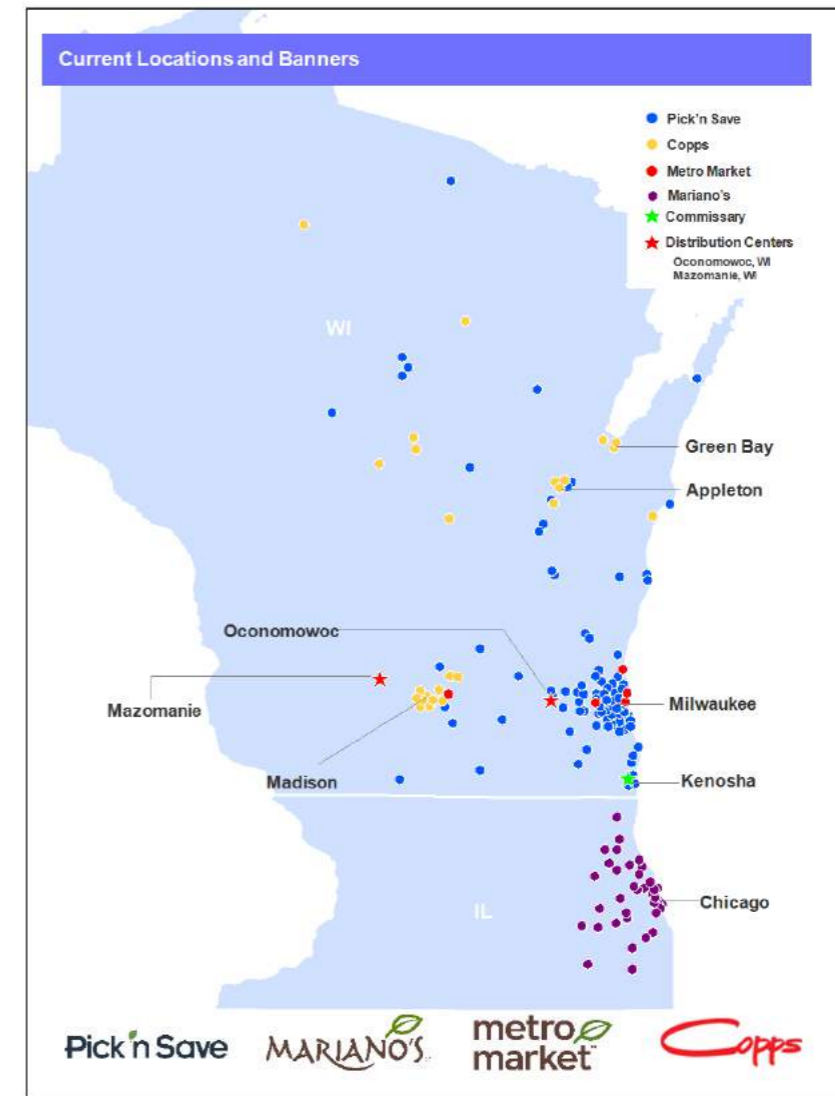 Current Locations and Banners
Pick'n Save
Copps
Metro Market
Mariano's
Commissary
Distribution Centers
Oconomowoc, WI
Mazomanie, WI
WI
Green Bay
Appleton
Oconomowoc
Mazomanie
Milwaukee
Madison
Kenosha
Chicago
IL
Pick'n Save
MARIANO'S
metro
market™
Copps